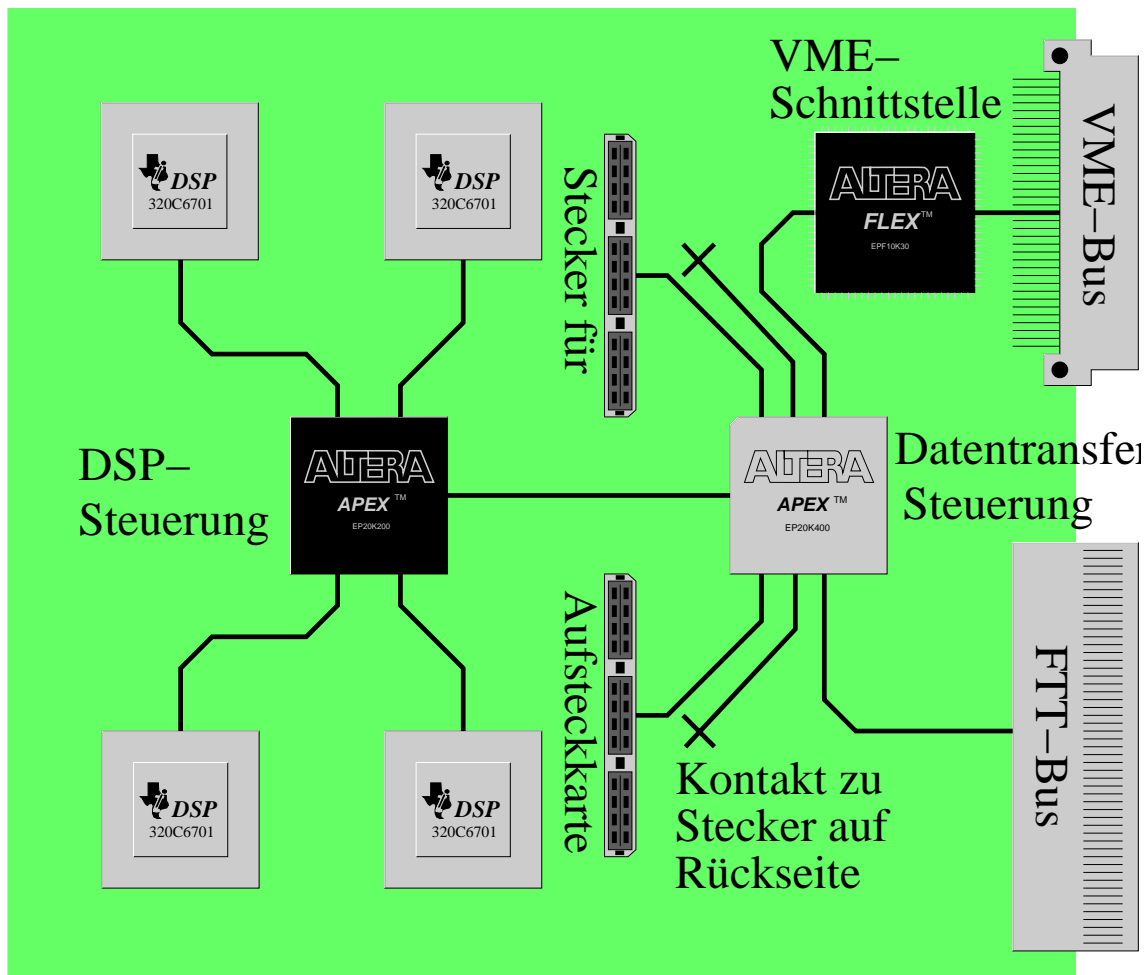 VME–
Schnittstelle
VME–Bus
DSP
320C6701
DSP
320C6701
Stecker für
ALTERA
FLEX™
EPF10K30
DSP–
Steuerung
ALTERA
APEX™
EP20K200
ALTERA
APEX™
EP20K400
Datentransfer
Steuerung
Aufsteckkarte
FTT–Bus
DSP
320C6701
DSP
320C6701
Kontakt zu
Stecker auf
Rückseite